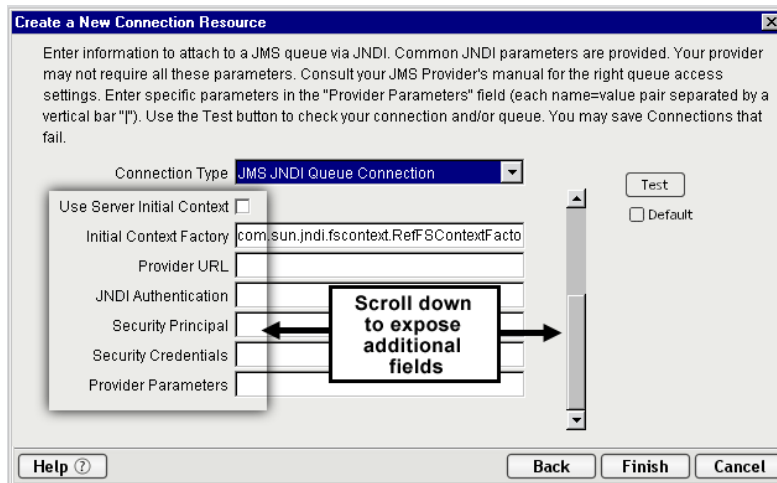 Create a New Connection Resource
Enter information to attach to a JMS queue via JNDI. Common JNDI parameters are provided. Your provider
may not require all these parameters. Consult your JMS Provider's manual for the right queue access
settings. Enter specific parameters in the "Provider Parameters" field (each name=value pair separated by a
vertical bar "|"). Use the Test button to check your connection and/or queue. You may save Connections that
fail.
Connection Type JMS JNDI Queue Connection
Test
Use Server Initial Context
Default
Initial Context Factory com.sun.jndi.fscontext.RefFSContextFacto
Provider URL
JNDI Authentication
Security Principal
Security Credentials
Provider Parameters
Scroll down
to expose
additional
fields
Help ?
Back Finish Cancel